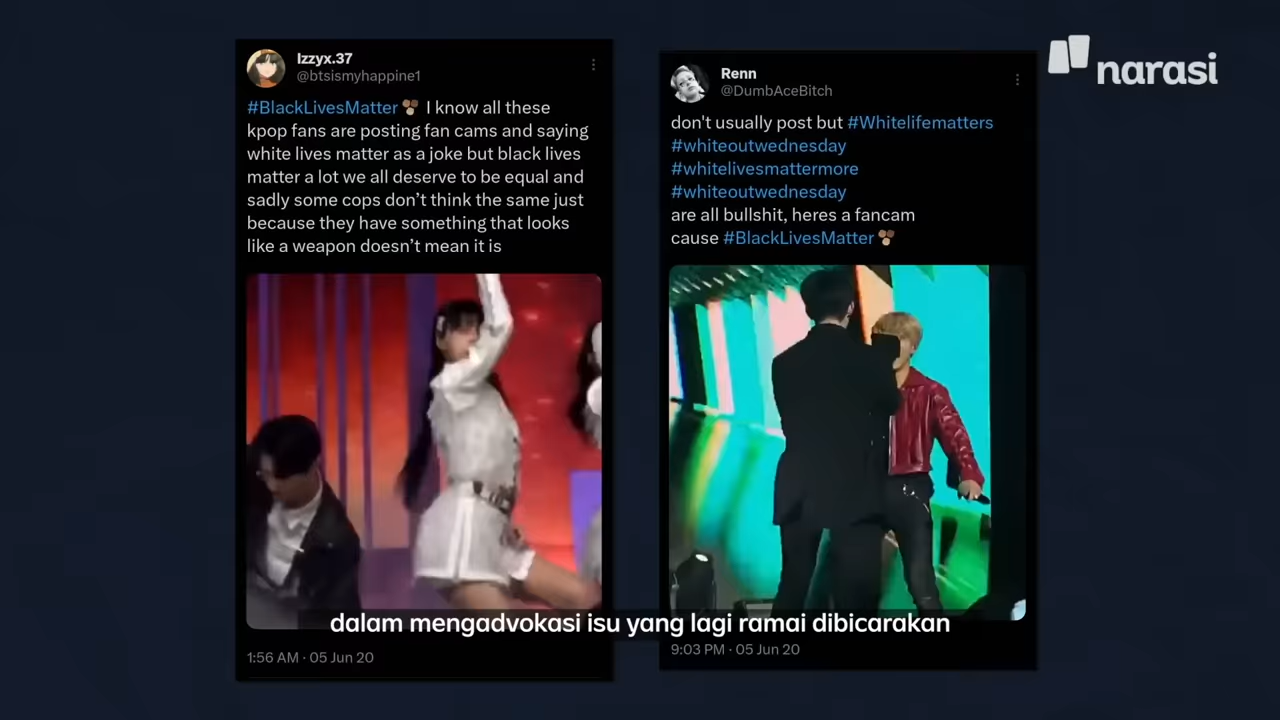 Izzyx.37
@btsismyhappine1
#BlackLivesMatter I know all these
kpop fans are posting fan cams and saying
white lives matter as a joke but black lives
matter a lot we all deserve to be equal and
sadly some cops don’t think the same just
because they have something that looks
like a weapon doesn’t mean it is
1:56 AM · 05 Jun 20
Renn
@DumbAceBitch
don't usually post but #Whitelifematters
#whiteoutwednesday
#whitelivesmattermore
#whiteoutwednesday
are all bullshit, heres a fancam
cause #BlackLivesMatter
9:03 PM · 05 Jun 20
narasi
dalam mengadvokasi isu yang lagi ramai dibicarakan